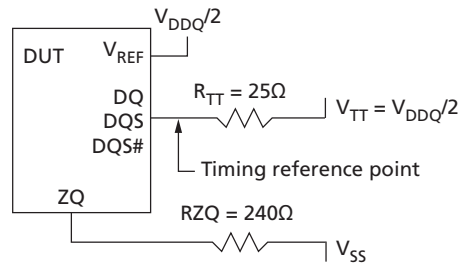 V_DDQ/2
DUT
V_REF
DQ
DQS
DQS#
R_TT = 25Ω
V_TT = V_DDQ/2
Timing reference point
ZQ
RZQ = 240Ω
V_SS